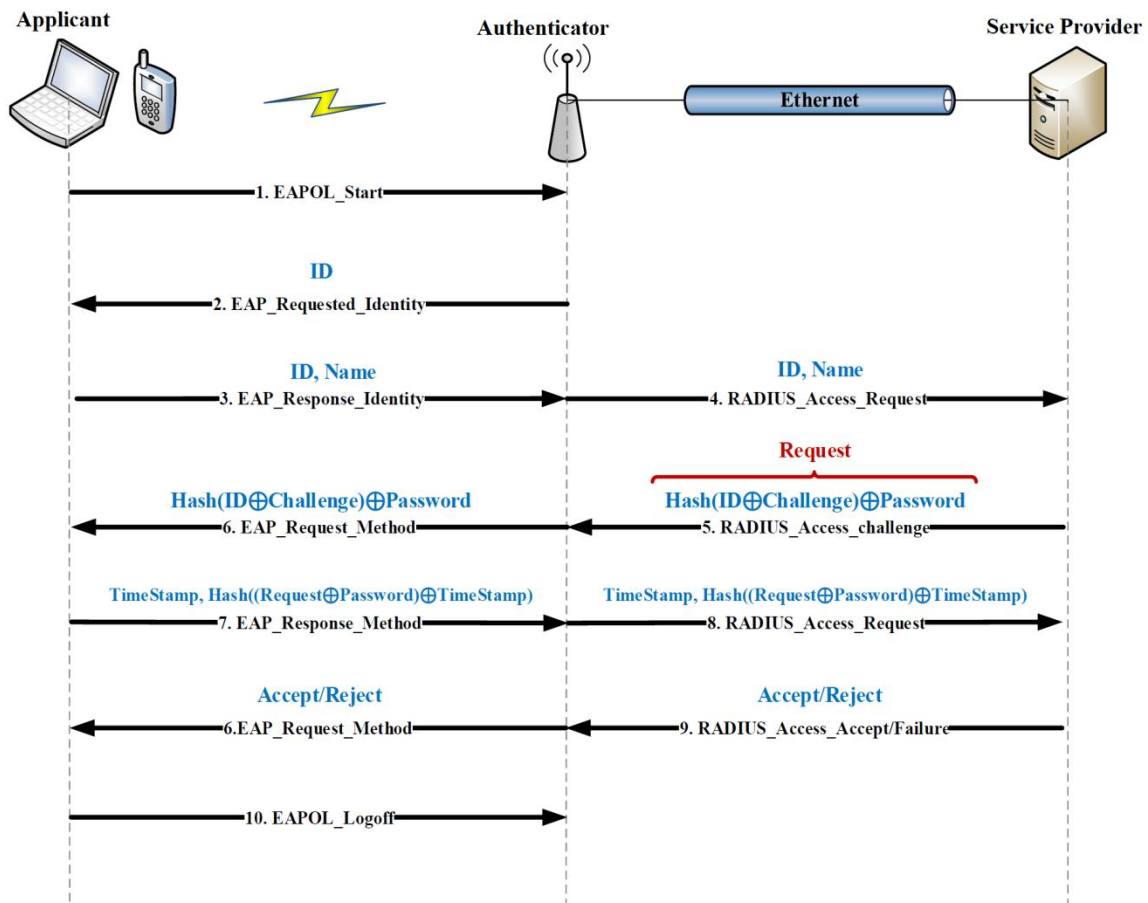 Applicant
Authenticator
Service Provider
Ethernet
1. EAPOL_Start
ID
2. EAP_Requested_Identity
ID, Name
3. EAP_Response_Identity
ID, Name
4. RADIUS_Access_Request
Request
Hash(ID⊕Challenge)⊕Password
6. EAP_Request_Method
Hash(ID⊕Challenge)⊕Password
5. RADIUS_Access_challenge
TimeStamp, Hash((Request⊕Password)⊕TimeStamp)
7. EAP_Response_Method
TimeStamp, Hash((Request⊕Password)⊕TimeStamp)
8. RADIUS_Access_Request
Accept/Reject
6.EAP_Request_Method
Accept/Reject
9. RADIUS_Access_Accept/Failure
10. EAPOL_Logoff